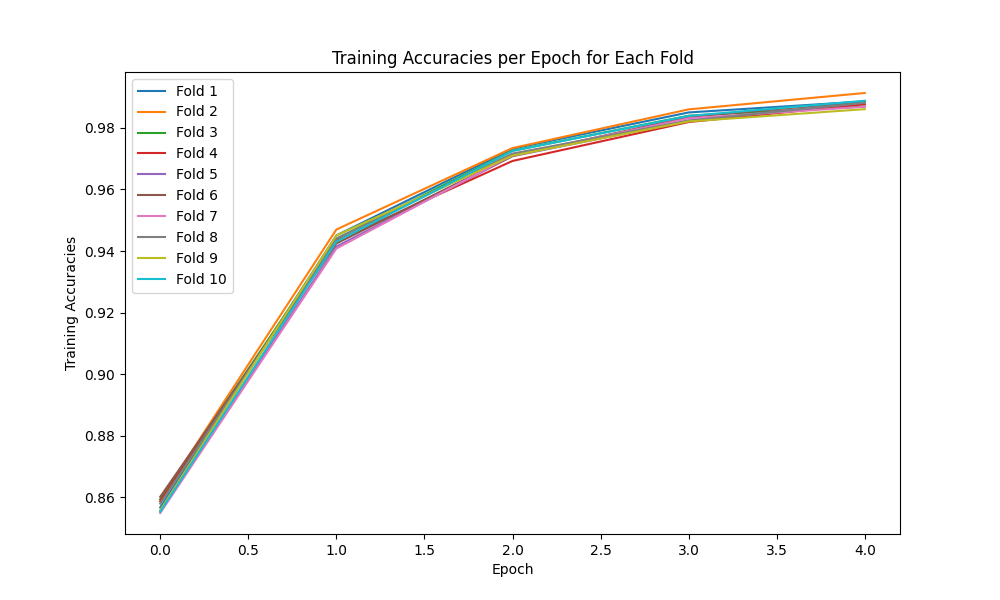 Training Accuracies per Epoch for Each Fold
Fold 1
Fold 2
Fold 3
Fold 4
Fold 5
Fold 6
Fold 7
Fold 8
Fold 9
Fold 10
Training Accuracies
0.98
0.96
0.94
0.92
0.90
0.88
0.86
0.0 0.5 1.0 1.5 2.0 2.5 3.0 3.5 4.0
Epoch